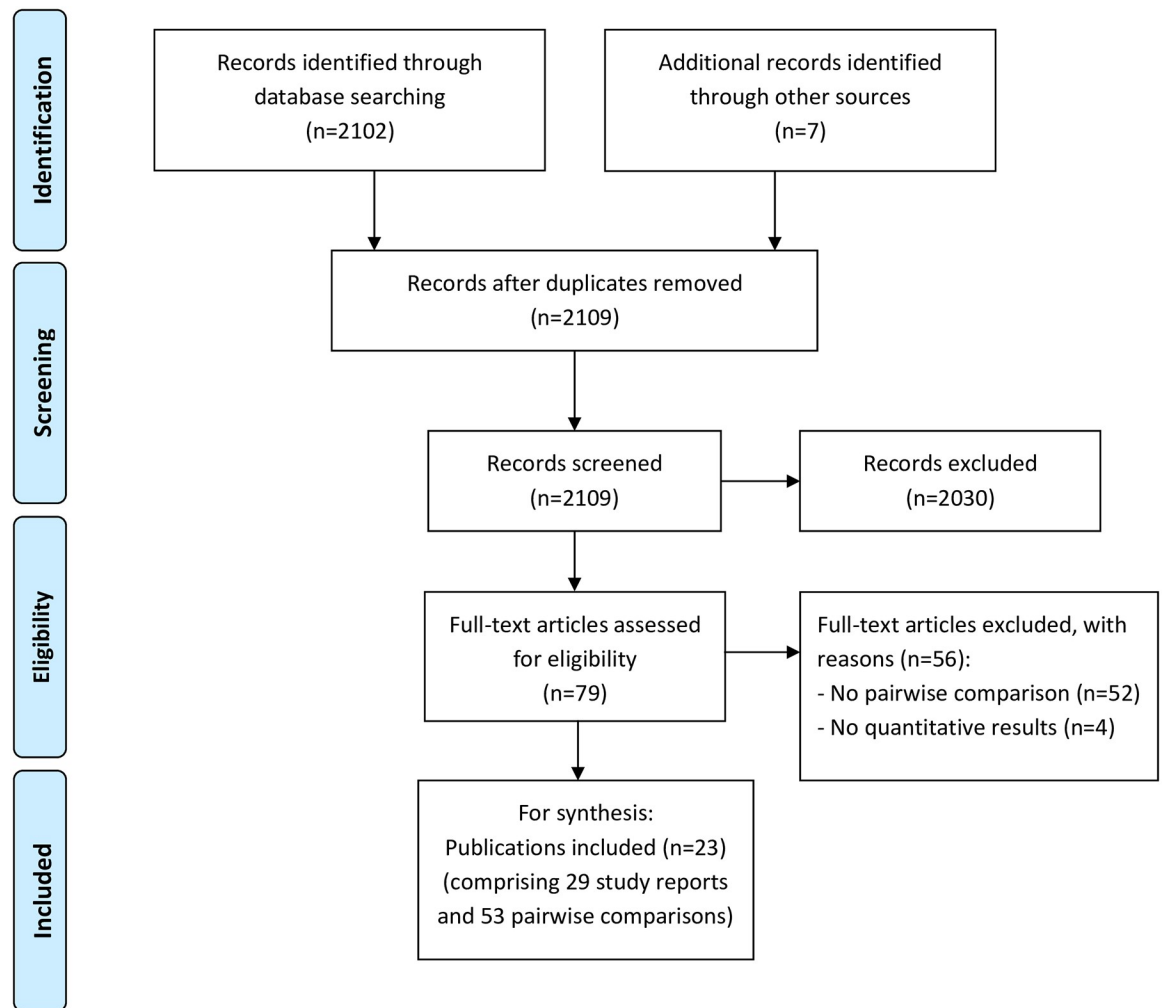 Identification
Records identified through
database searching
(n=2102)
Additional records identified
through other sources
(n=7)
Screening
Records after duplicates removed
(n=2109)
Records screened
(n=2109)
Records excluded
(n=2030)
Eligibility
Full-text articles assessed
for eligibility
(n=79)
Full-text articles excluded, with
reasons (n=56):
- No pairwise comparison (n=52)
- No quantitative results (n=4)
Included
For synthesis:
Publications included (n=23)
(comprising 29 study reports
and 53 pairwise comparisons)